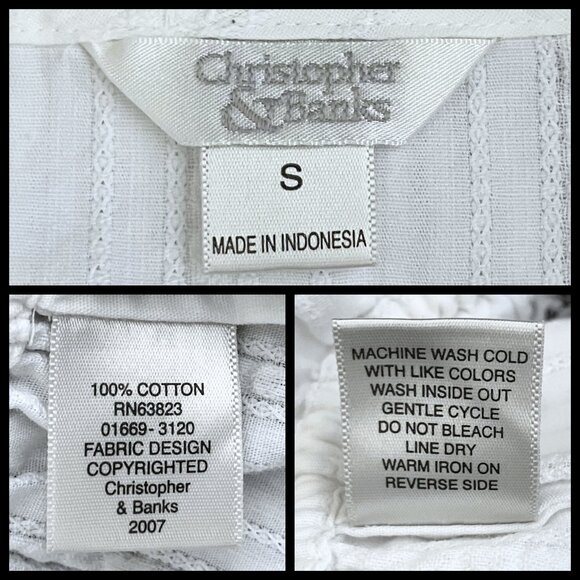 Christopher
& Banks
S
MADE IN INDONESIA
100% COTTON
RN63823
01669-3120
FABRIC DESIGN
COPYRIGHTED
Christopher
& Banks
2007
MACHINE WASH COLD
WITH LIKE COLORS
WASH INSIDE OUT
GENTLE CYCLE
DO NOT BLEACH
LINE DRY
WARM IRON ON
REVERSE SIDE